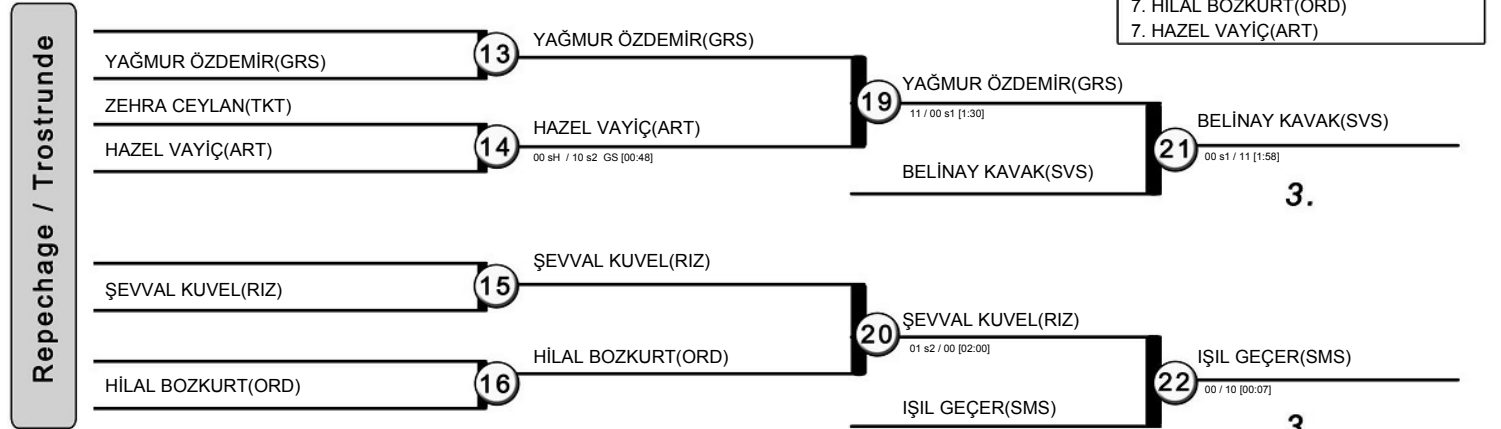 Repechage / Trostrunde
7. HİLAL BOZKURT(ORD)
7. HAZEL VAYİÇ(ART)
YAĞMUR ÖZDEMİR(GRS)
13
YAĞMUR ÖZDEMİR(GRS)
ZEHRA CEYLAN(TKT)
HAZEL VAYİÇ(ART)
14
HAZEL VAYİÇ(ART)
00 sH / 10 s2 GS [00:48]
19
YAĞMUR ÖZDEMİR(GRS)
11 / 00 s1 [1:30]
BELİNAY KAVAK(SVS)
21
BELİNAY KAVAK(SVS)
00 s1 / 11 [1:58]
3.
ŞEVVAL KUVEL(RIZ)
15
ŞEVVAL KUVEL(RIZ)
HİLAL BOZKURT(ORD)
16
HİLAL BOZKURT(ORD)
20
ŞEVVAL KUVEL(RIZ)
01 s2 / 00 [02:00]
IŞIL GEÇER(SMS)
22
IŞIL GEÇER(SMS)
00 / 10 [00:07]
3